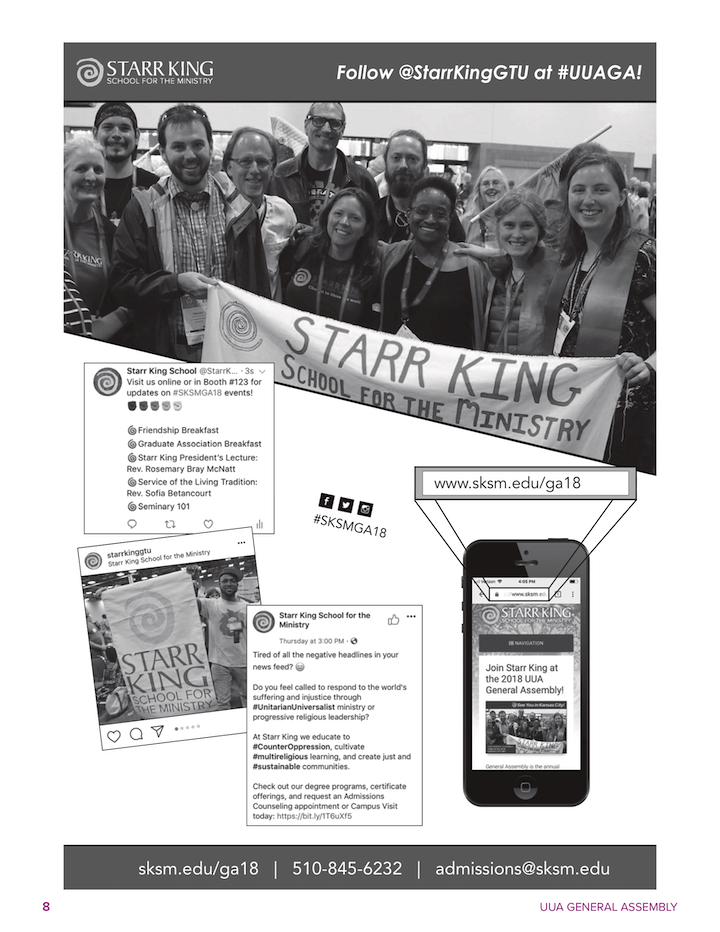 STARR KING
SCHOOL FOR THE MINISTRY
Follow @StarrKingGTU at #UUAGA!
STARR KING
STARR KING
STARR KING
SCHOOL FOR THE MINISTRY
Starr King School @StarrK... · 3s
Visit us online or in Booth #123 for
updates on #SKSMGA18 events!
Friendship Breakfast
Graduate Association Breakfast
Starr King President's Lecture:
Rev. Rosemary Bray McNatt
Service of the Living Tradition:
Rev. Sofia Betancourt
Seminary 101
#SKSMGA18
www.sksm.edu/ga18
starrkinggtu
Starr King School for the Ministry
STARR
KING
SCHOOL FOR
THE MINISTRY
Starr King School for the
Ministry
Thursday at 3:00 PM ·
Tired of all the negative headlines in your
news feed?
Do you feel called to respond to the world's
suffering and injustice through
#UnitarianUniversalist ministry or
progressive religious leadership?
At Starr King we educate to
#CounterOppression, cultivate
#multireligious learning, and create just and
#sustainable communities.
Check out our degree programs, certificate
offerings, and request an Admissions
Counseling appointment or Campus Visit
today: https://bit.ly/1T6uXf5
4:05 PM
www.sksm.ed
STARR KING
SCHOOL FOR THE MINISTRY
NAVIGATION
Join Starr King at
the 2018 UUA
General Assembly!
See You in Kansas City!
STARR KING
General Assembly is the annual
sksm.edu/ga18 | 510-845-6232 | admissions@sksm.edu
8
UUA GENERAL ASSEMBLY